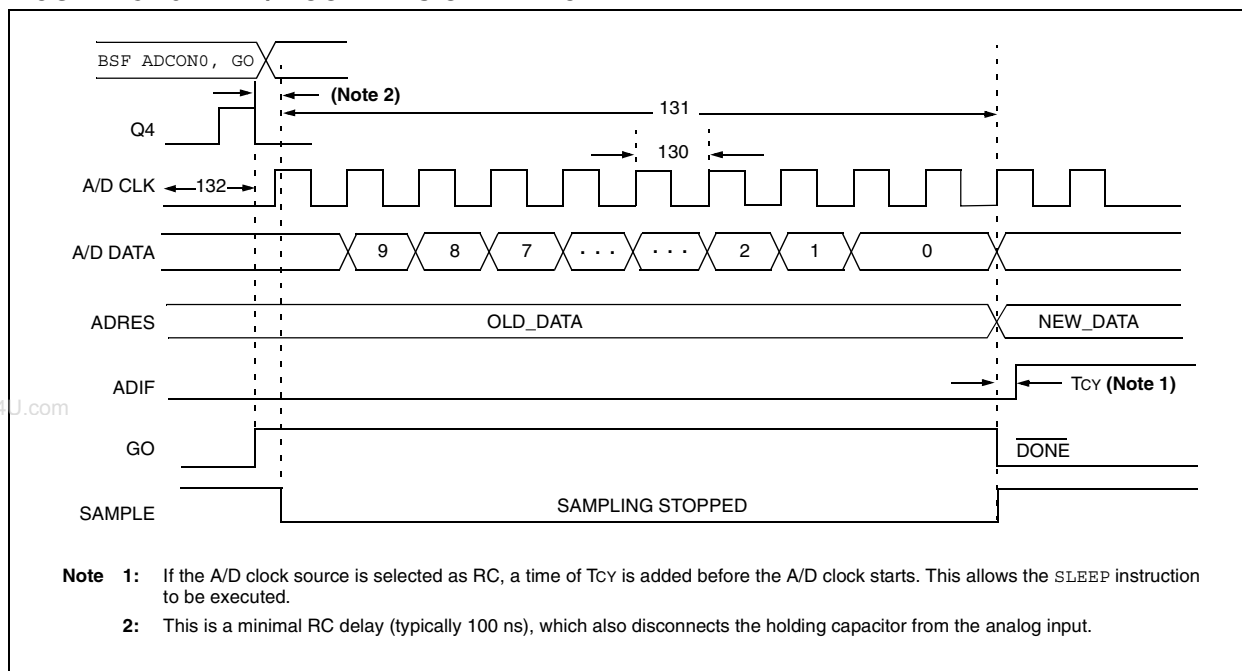 BSF ADCON0, GO
(Note 2)
131
Q4
130
A/D CLK
132
A/D DATA
9 8 7 . . . . . . 2 1 0
ADRES
OLD_DATA
NEW_DATA
ADIF
TCY (Note 1)
4U.com
GO
DONE
SAMPLE
SAMPLING STOPPED
Note 1: If the A/D clock source is selected as RC, a time of TCY is added before the A/D clock starts. This allows the SLEEP instruction
to be executed.
2: This is a minimal RC delay (typically 100 ns), which also disconnects the holding capacitor from the analog input.